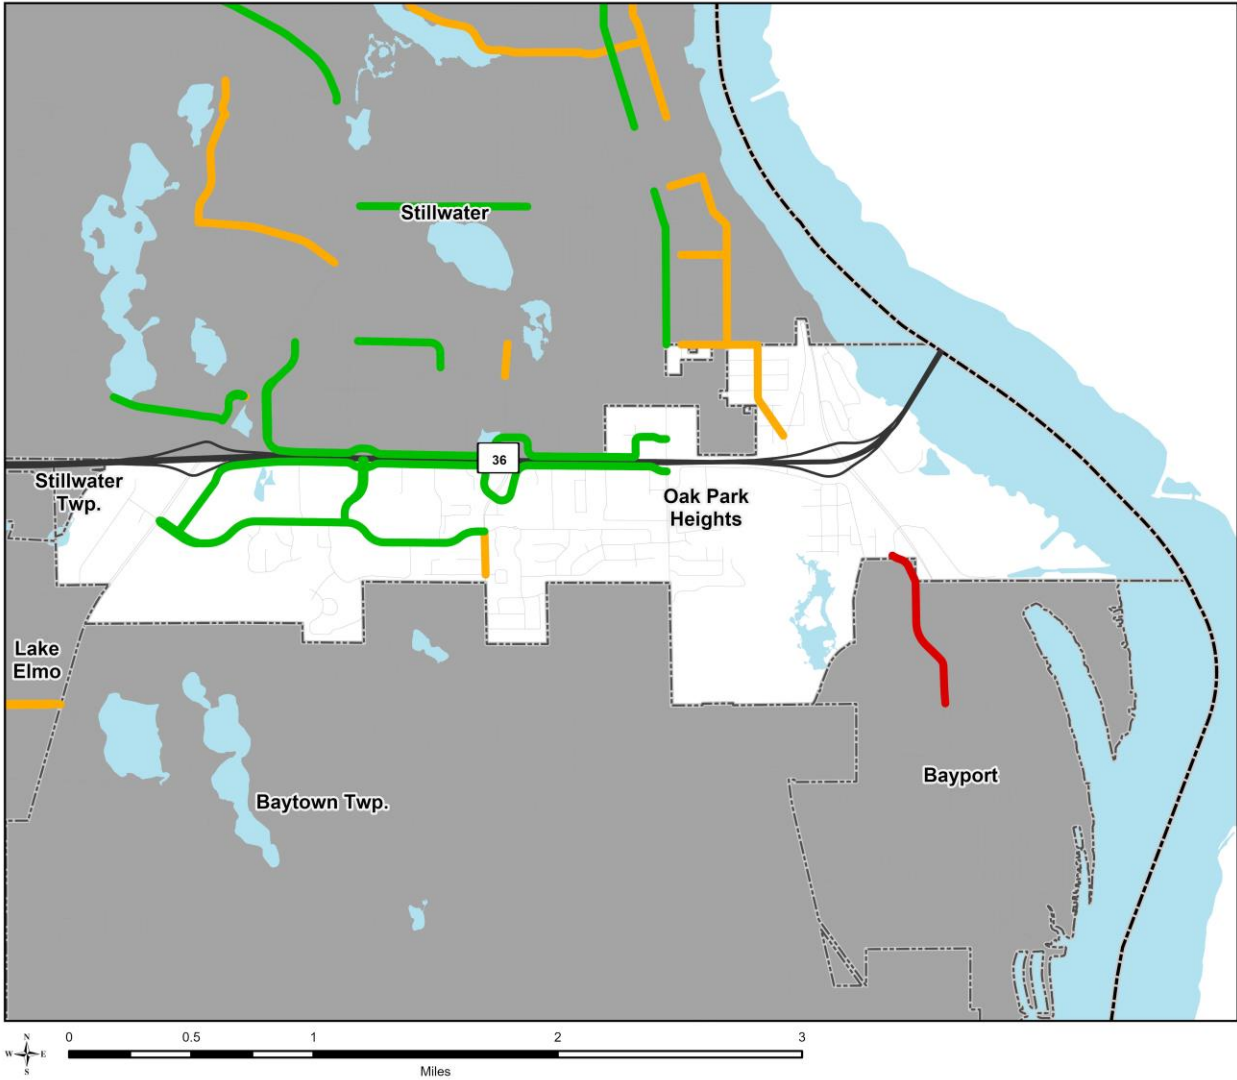 Stillwater
36
Stillwater
Twp.
Oak Park
Heights
Lake
Elmo
Baytown Twp.
Bayport
N
W E
S
0 0.5 1 2 3
Miles